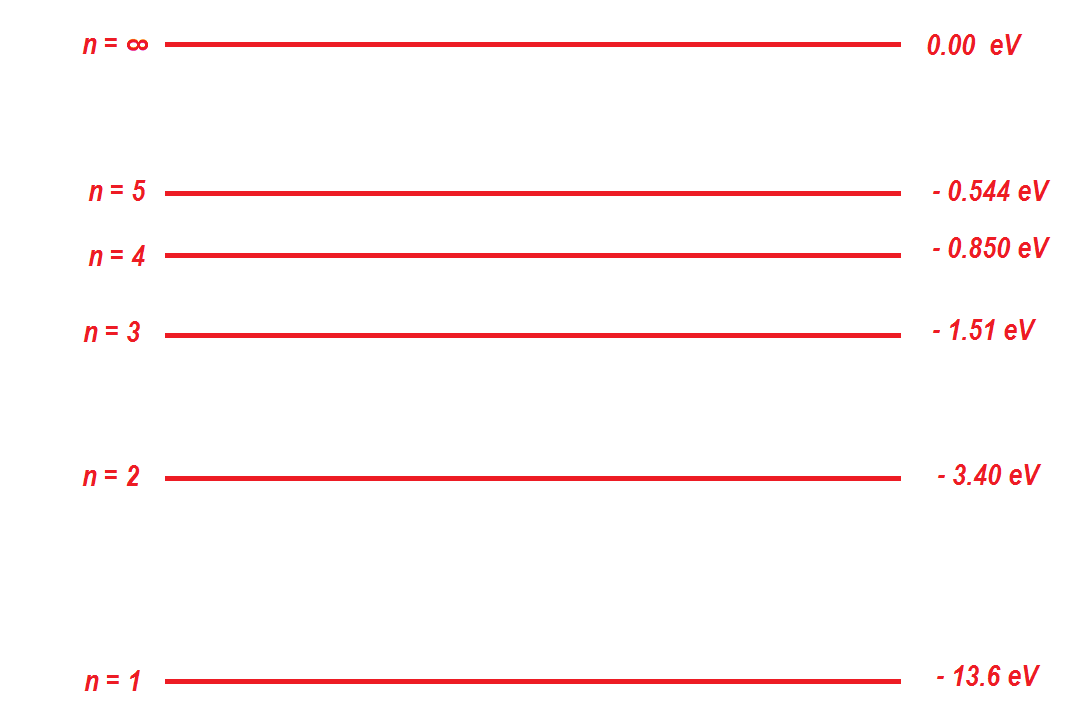 n = ∞ 0.00 eV
n = 5 - 0.544 eV
n = 4 - 0.850 eV
n = 3 - 1.51 eV
n = 2 - 3.40 eV
n = 1 - 13.6 eV